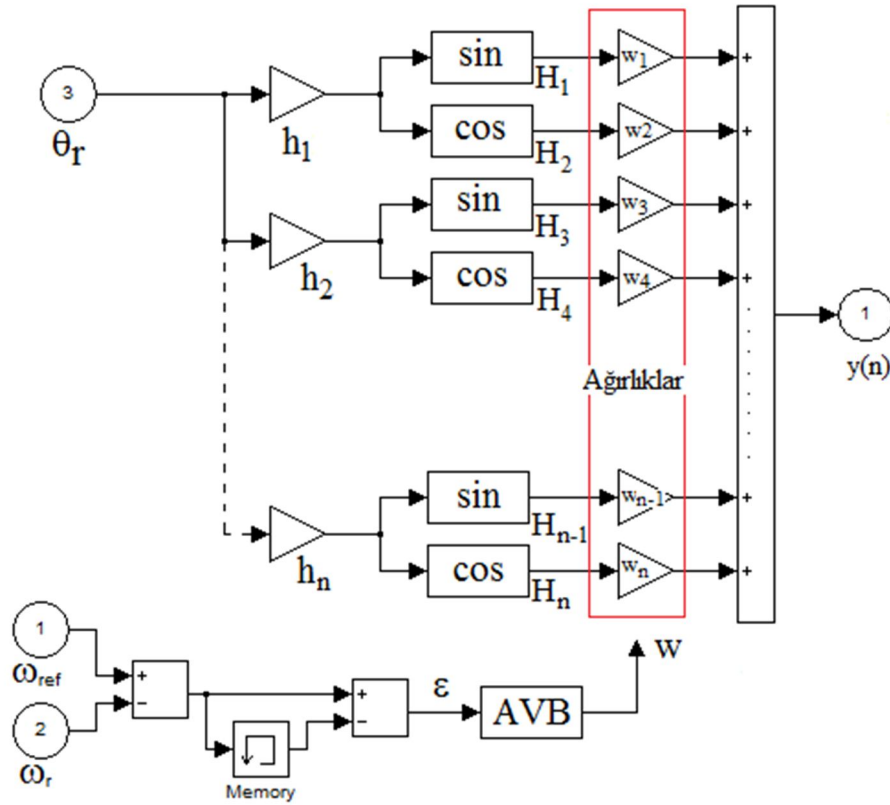 sin
H₁
w₁
+
3
θr
h₁
cos
H₂
w2
+
sin
H₃
w₃
+
h₂
cos
H₄
w₄
+
1
y(n)
Ağırlıklar
sin
Hn-1
wn-1
+
hn
cos
Hn
wn
+
1
ωref
+
−
2
ωr
Memory
+
−
ε
AVB
w